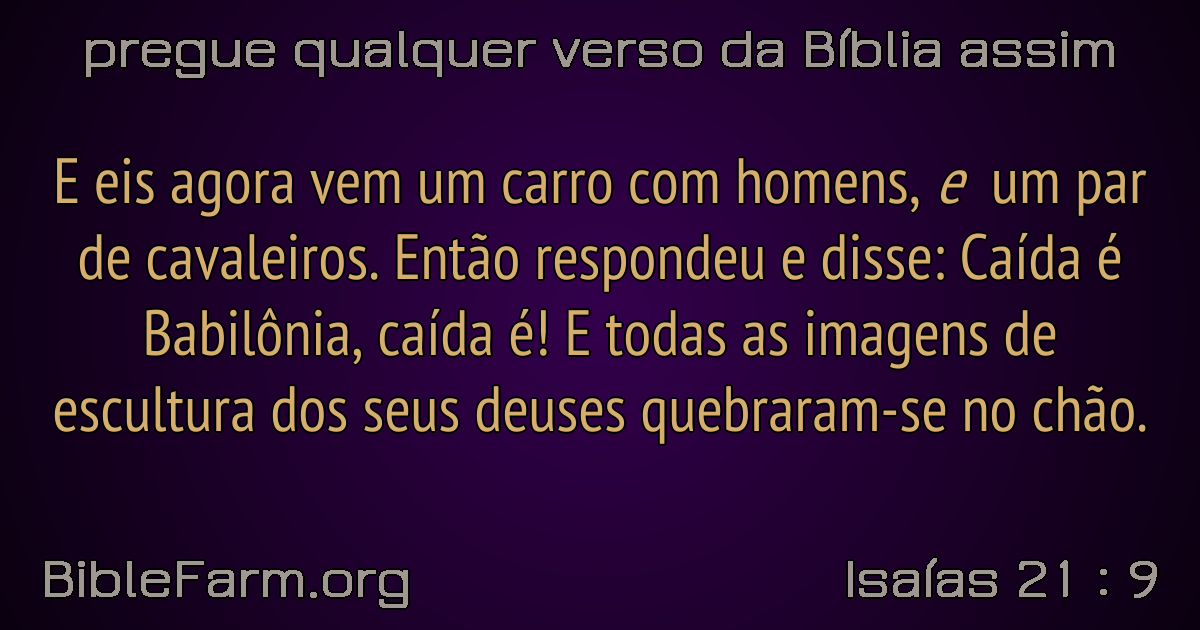 pregue qualquer verso da Bíblia assim
E eis agora vem um carro com homens, e um par
de cavaleiros. Então respondeu e disse: Caída é
Babilônia, caída é! E todas as imagens de
escultura dos seus deuses quebraram-se no chão.
BibleFarm.org
Isaías 21 : 9